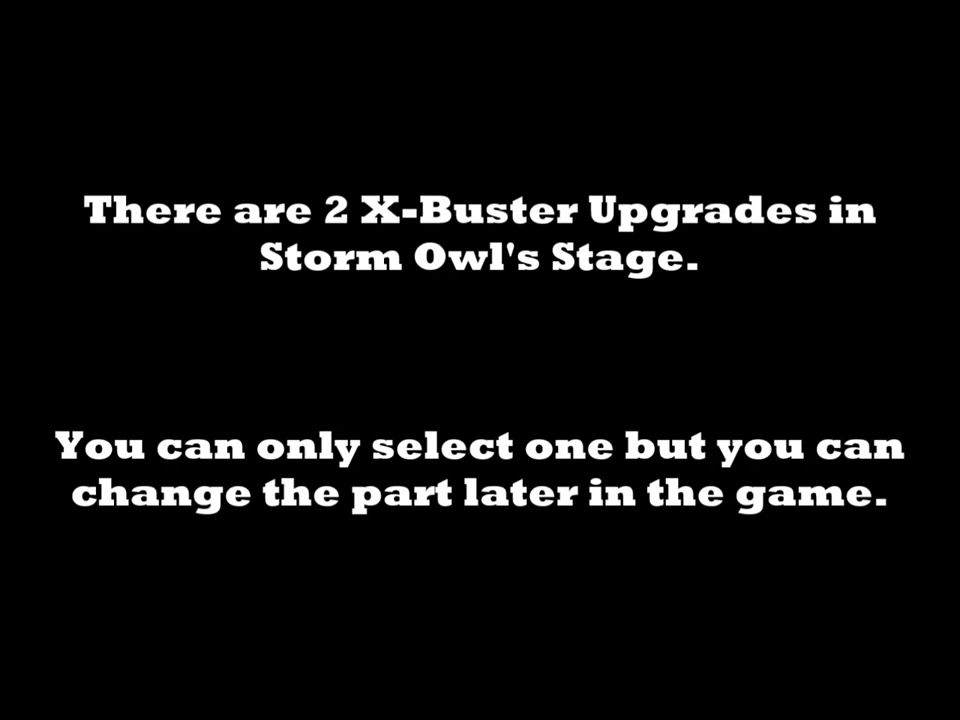 There are 2 X-Buster Upgrades in
Storm Owl's Stage.
You can only select one but you can
change the part later in the game.